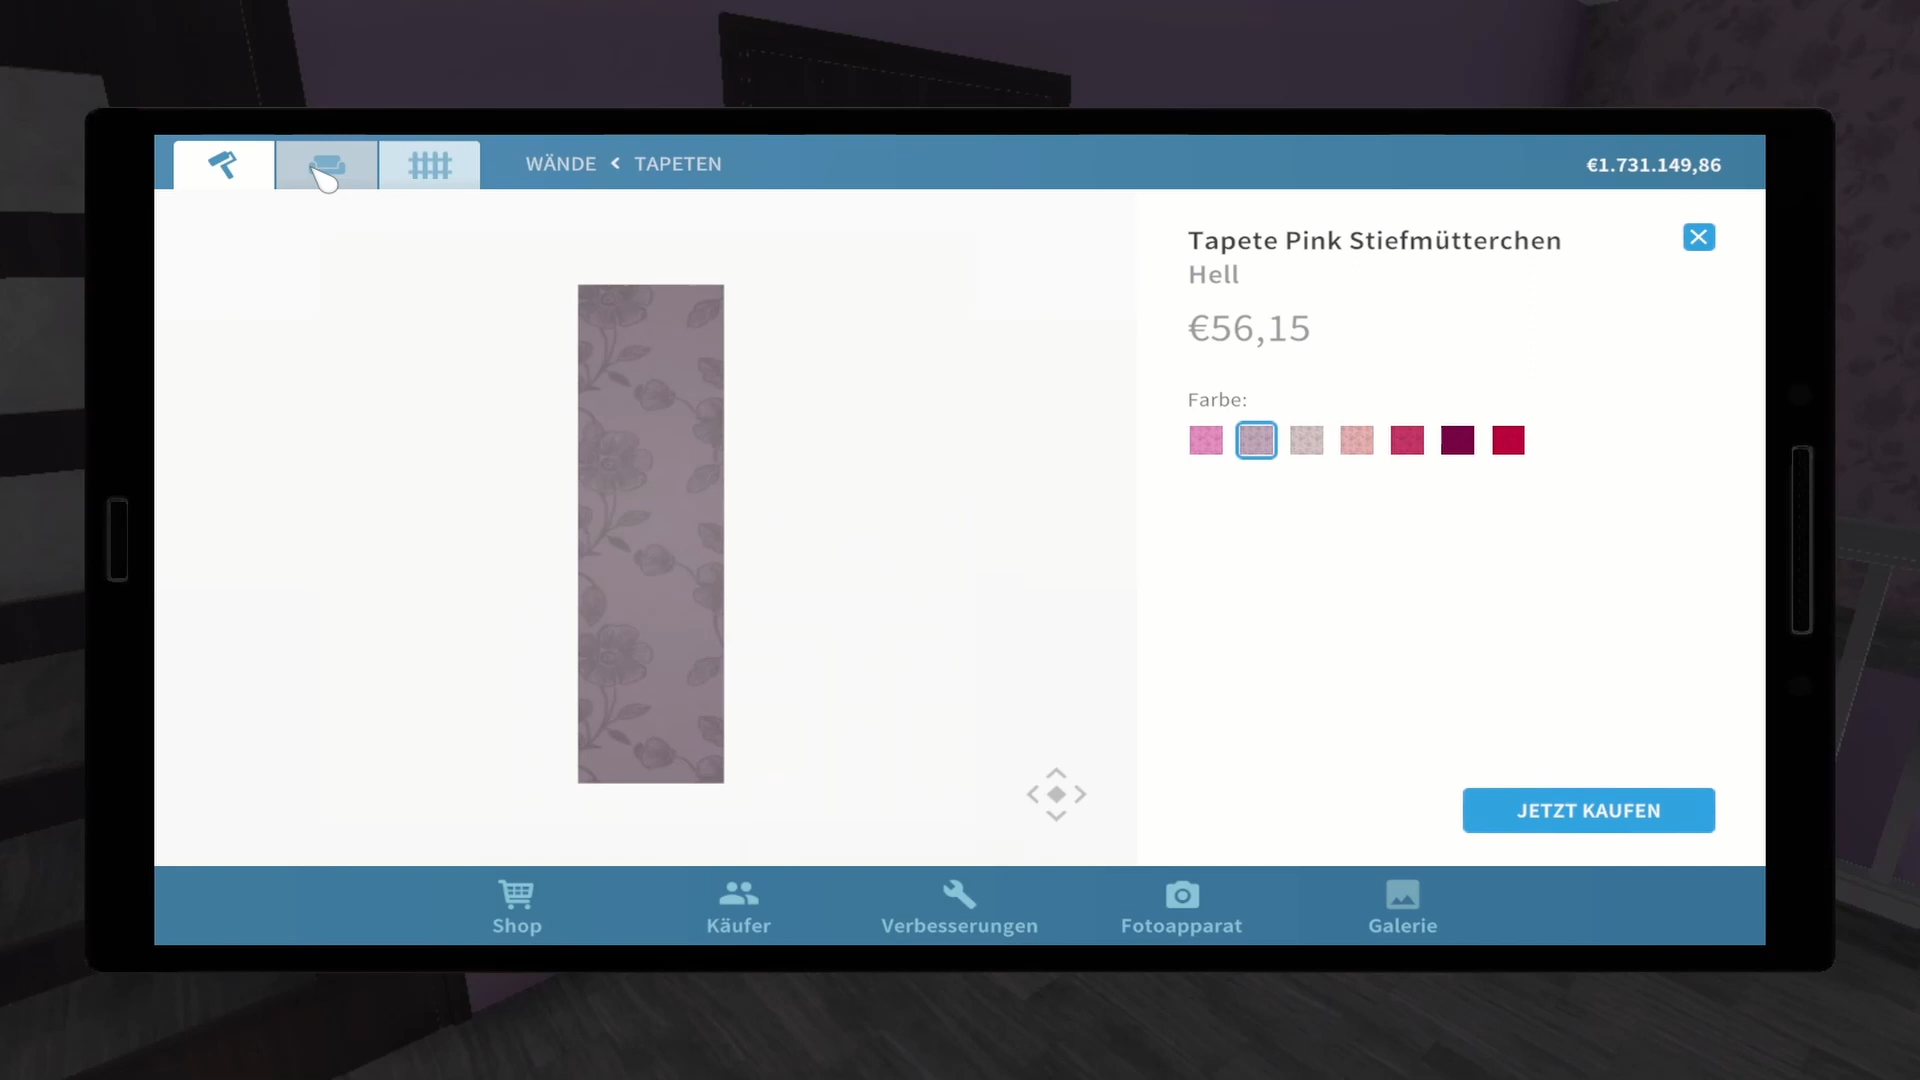 WÄNDE < TAPETEN
€1.731.149,86
Tapete Pink Stiefmütterchen
Hell
€56,15
Farbe:
JETZT KAUFEN
Shop
Käufer
Verbesserungen
Fotoapparat
Galerie